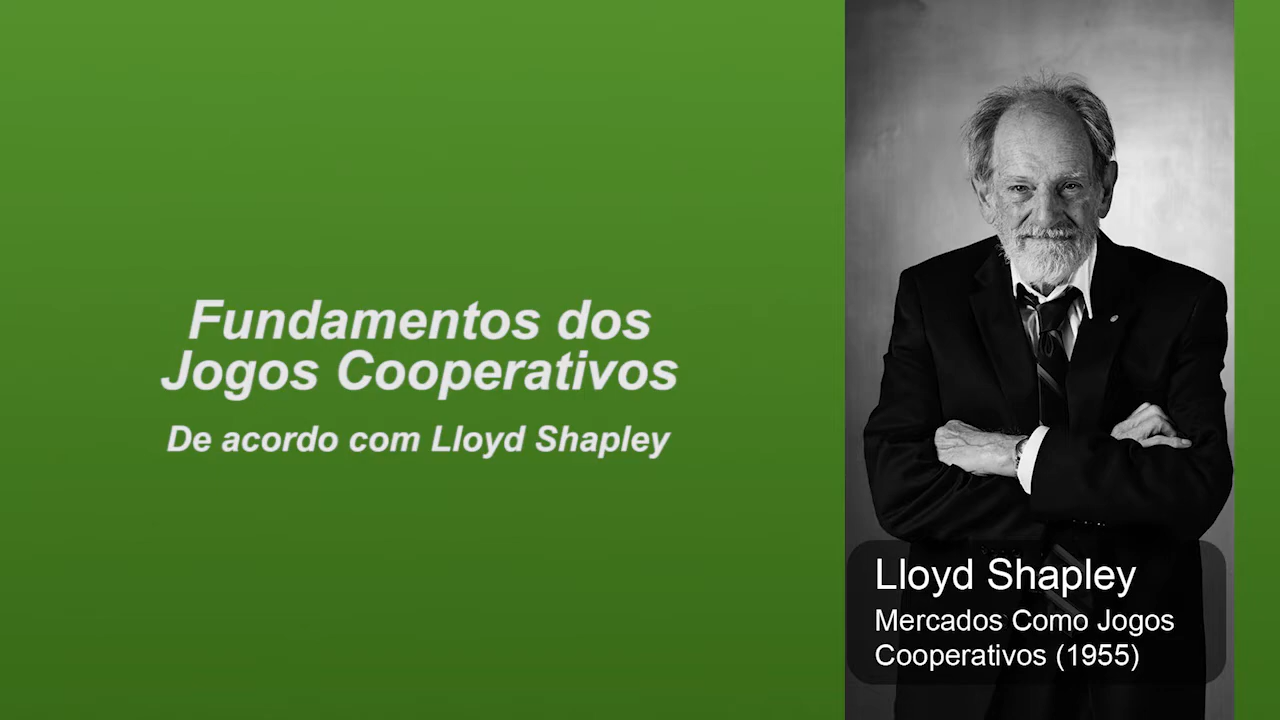 Fundamentos dos
Jogos Cooperativos
De acordo com Lloyd Shapley
Lloyd Shapley
Mercados Como Jogos
Cooperativos (1955)